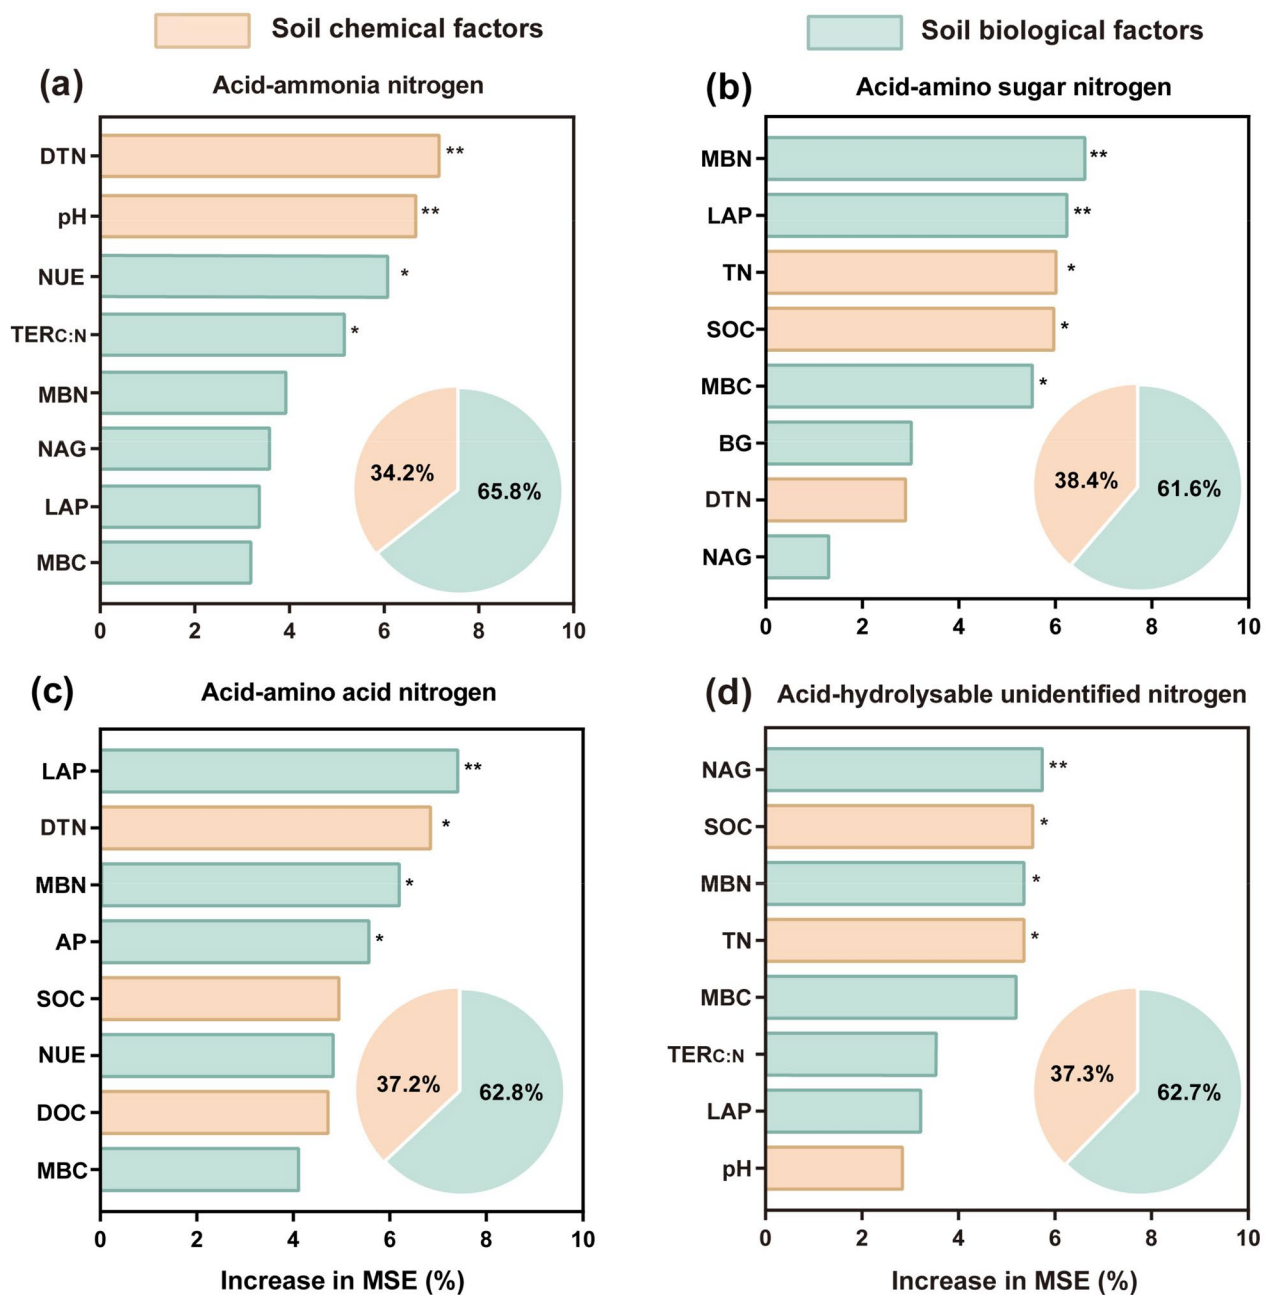 Soil chemical factors
Soil biological factors
(a) Acid-ammonia nitrogen
DTN **
pH **
NUE *
TERC:N *
MBN
NAG
LAP
MBC
34.2% 65.8%
0 2 4 6 8 10
(b) Acid-amino sugar nitrogen
MBN **
LAP **
TN *
SOC *
MBC *
BG
DTN
NAG
38.4% 61.6%
0 2 4 6 8 10
(c) Acid-amino acid nitrogen
LAP **
DTN *
MBN *
AP *
SOC
NUE
DOC
MBC
37.2% 62.8%
0 2 4 6 8 10
Increase in MSE (%)
(d) Acid-hydrolysable unidentified nitrogen
NAG **
SOC *
MBN *
TN *
MBC
TERC:N
LAP
pH
37.3% 62.7%
0 2 4 6 8 10
Increase in MSE (%)